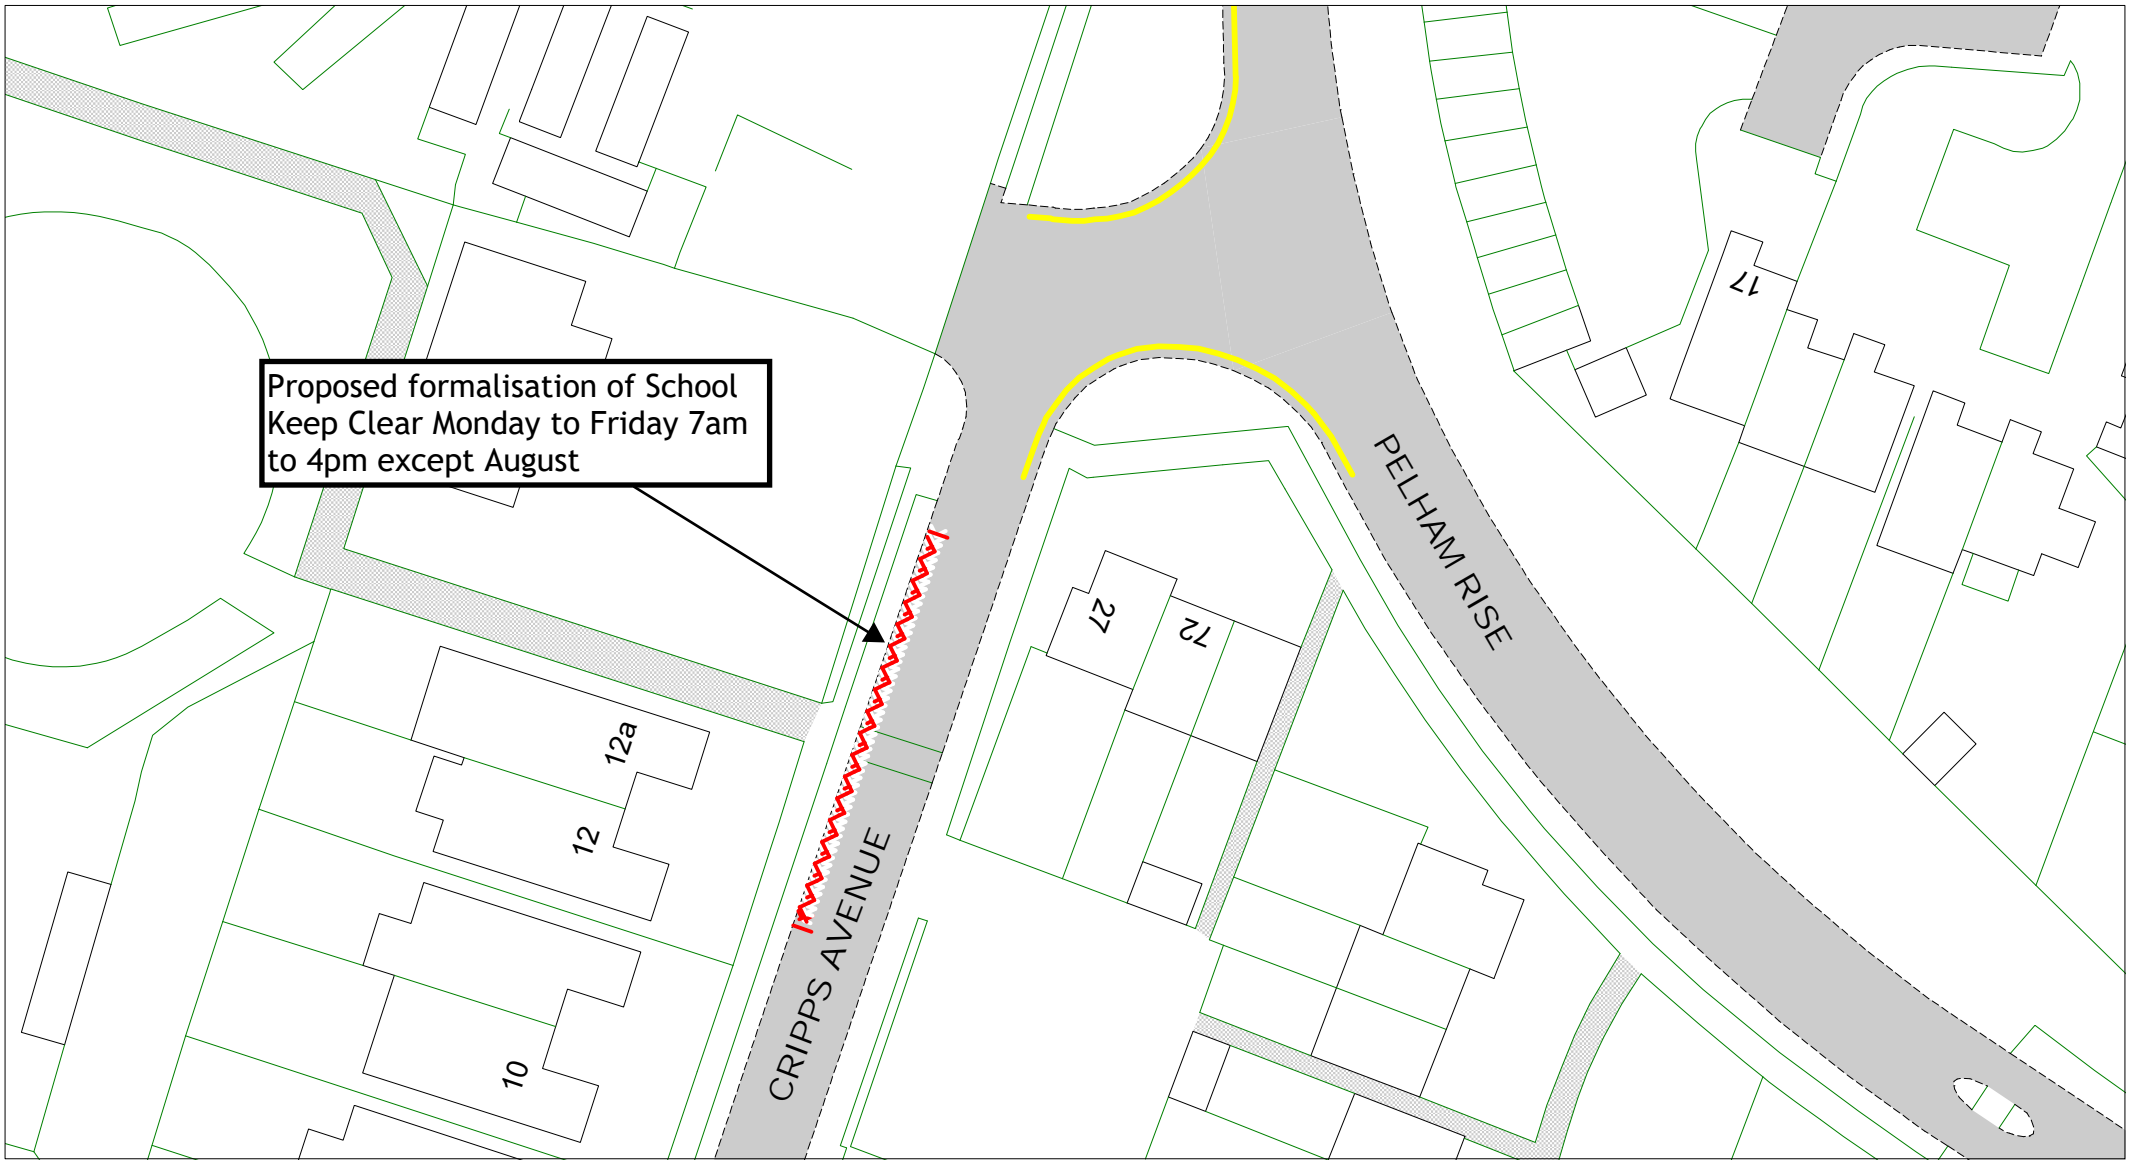 17
Proposed formalisation of School
Keep Clear Monday to Friday 7am
to 4pm except August
PELHAM RISE
27
72
12a
12
CRIPPS AVENUE
10